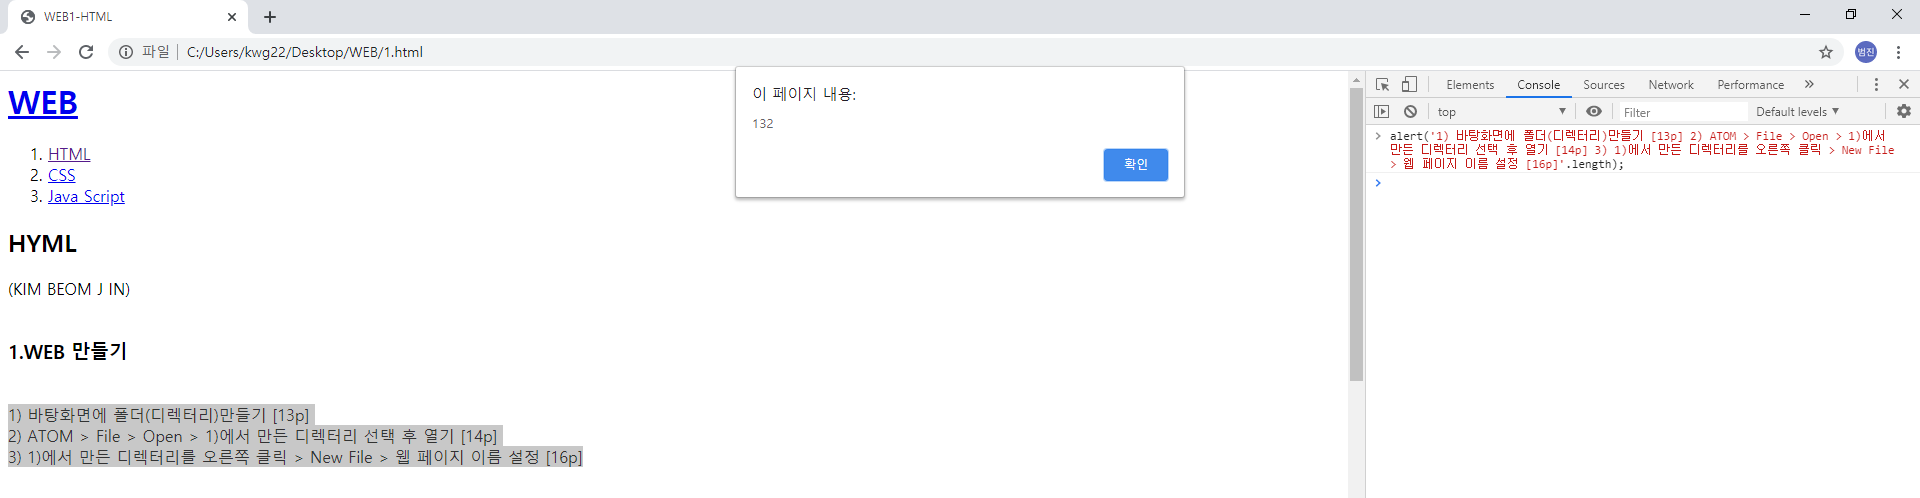 WEB1-HTML
파일 C:/Users/kwg22/Desktop/WEB/1.html
범진
WEB
1. HTML
2. CSS
3. Java Script
HYML
(KIM BEOM J IN)
1.WEB 만들기
1) 바탕화면에 폴더(디렉터리)만들기 [13p]
2) ATOM > File > Open > 1)에서 만든 디렉터리 선택 후 열기 [14p]
3) 1)에서 만든 디렉터리를 오른쪽 클릭 > New File > 웹 페이지 이름 설정 [16p]
이 페이지 내용:
132
확인
Elements Console Sources Network Performance »
top Filter Default levels
> alert('1) 바탕화면에 폴더(디렉터리)만들기 [13p] 2) ATOM > File > Open > 1)에서
만든 디렉터리 선택 후 열기 [14p] 3) 1)에서 만든 디렉터리를 오른쪽 클릭 > New File
> 웹 페이지 이름 설정 [16p]'.length);
>